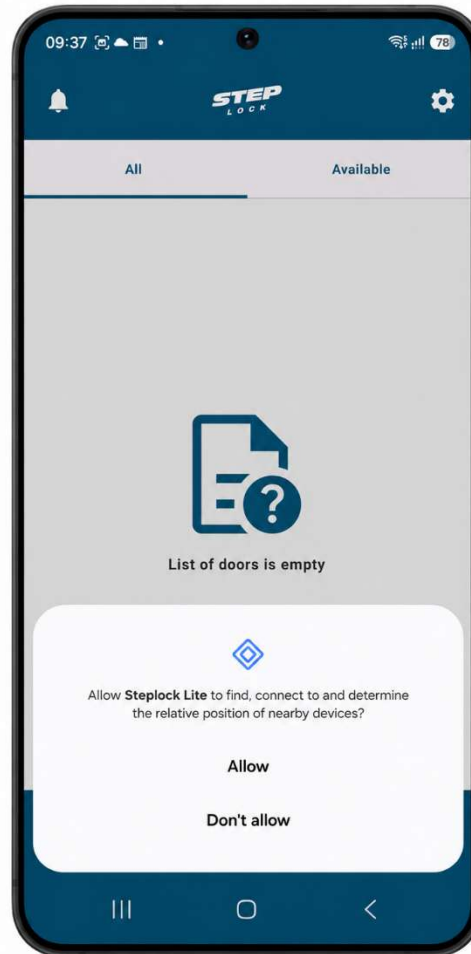 09:37
78
STEP
LOCK
All
Available
?
List of doors is empty
Allow Steplock Lite to find, connect to and determine
the relative position of nearby devices?
Allow
Don't allow